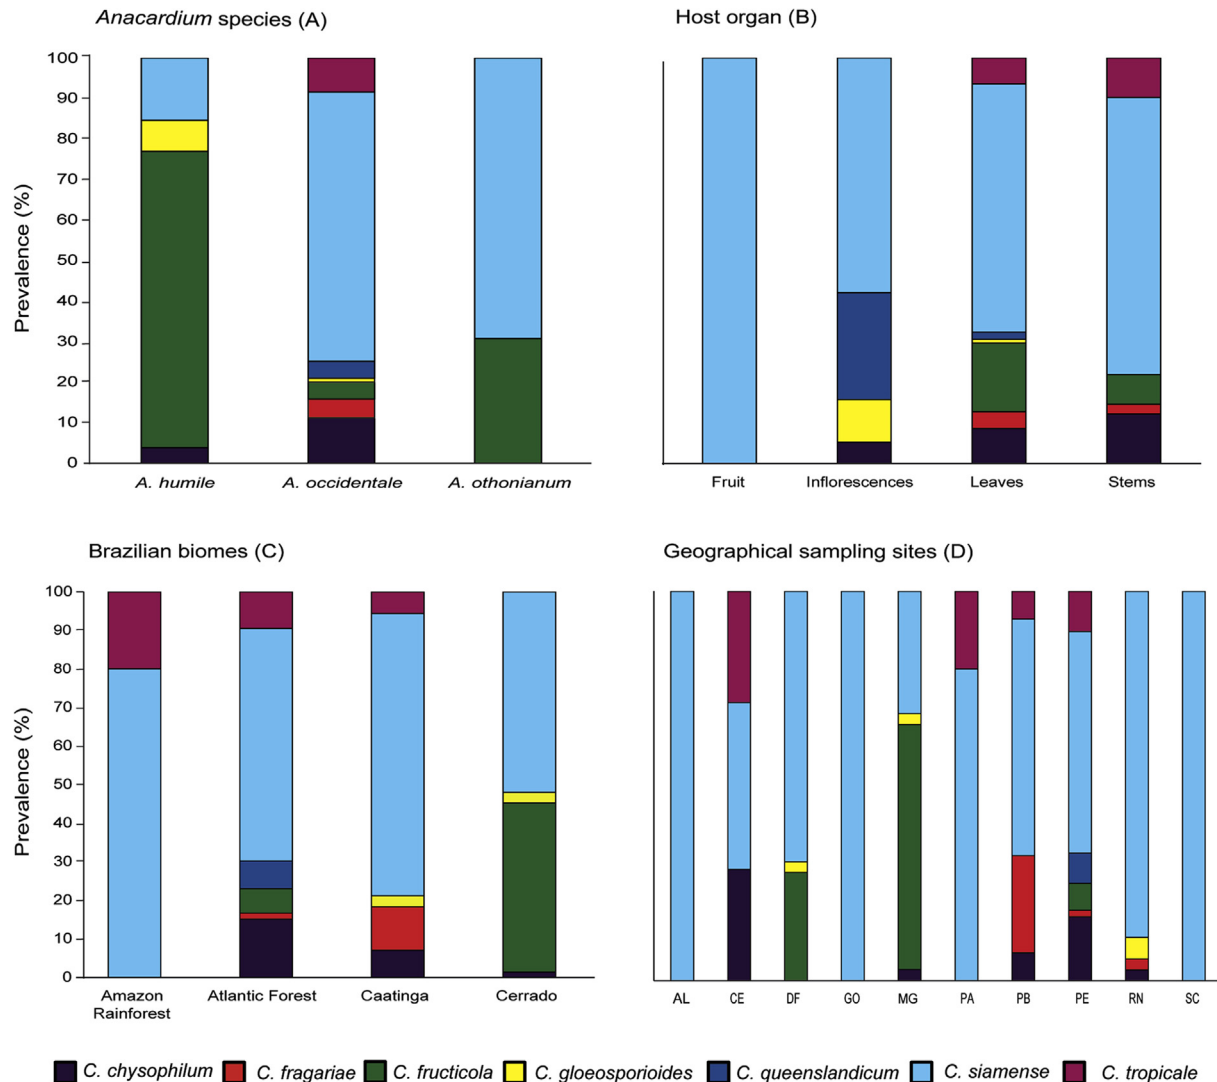 Anacardium species (A)
Host organ (B)
Prevalence (%)
100
90
80
70
60
50
40
30
20
10
0
A. humile
A. occidentale
A. othonianum
Fruit
Inflorescences
Leaves
Stems
Brazilian biomes (C)
Geographical sampling sites (D)
Prevalence (%)
100
90
80
70
60
50
40
30
20
10
0
Amazon
Rainforest
Atlantic Forest
Caatinga
Cerrado
AL
CE
DF
GO
MG
PA
PB
PE
RN
SC
C. chysophilum
C. fragariae
C. fructicola
C. gloeosporioides
C. queenslandicum
C. siamense
C. tropicale